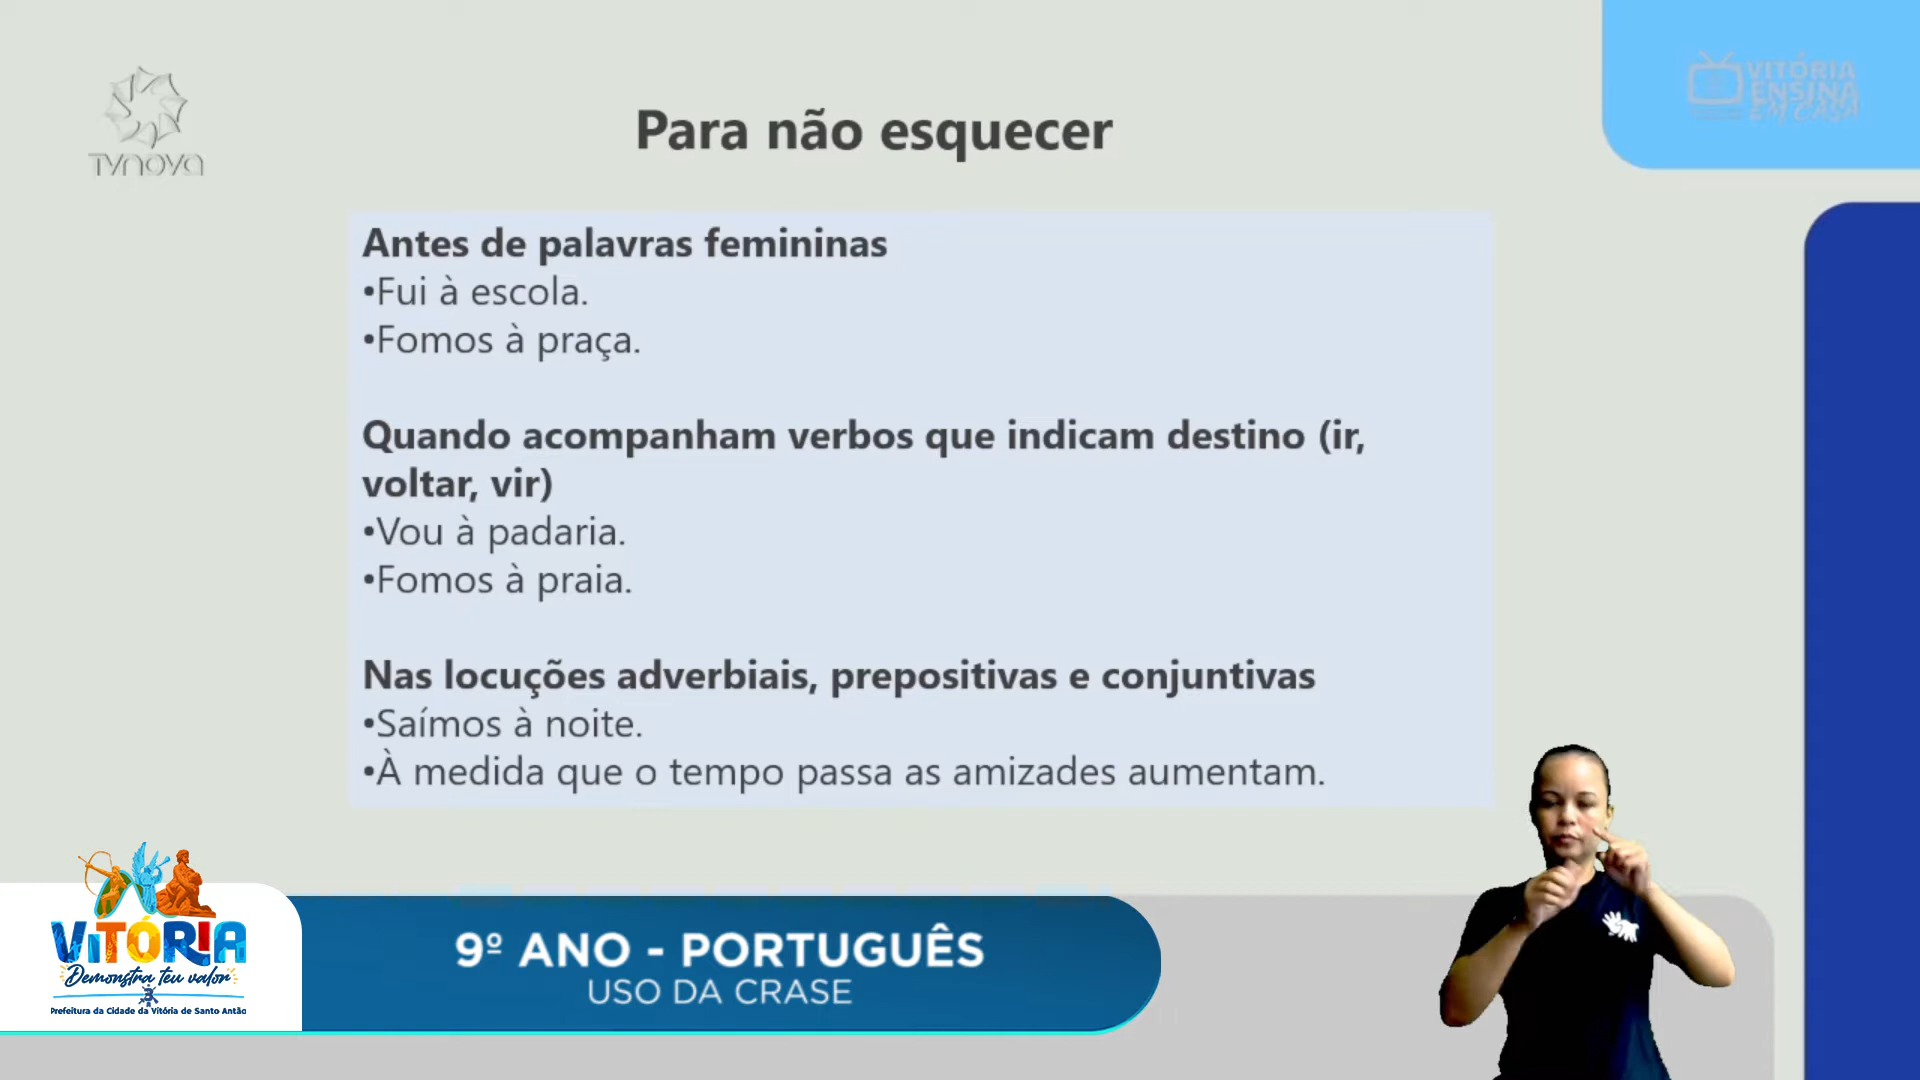 TVNOVA
VITÓRIA
ENSINA
EM CASA
Para não esquecer
Antes de palavras femininas
•Fui à escola.
•Fomos à praça.
Quando acompanham verbos que indicam destino (ir,
voltar, vir)
•Vou à padaria.
•Fomos à praia.
Nas locuções adverbiais, prepositivas e conjuntivas
•Saímos à noite.
•À medida que o tempo passa as amizades aumentam.
VITÓRIA
Demonstra teu valor
Prefeitura da Cidade da Vitória de Santo Antão
9º ANO - PORTUGUÊS
USO DA CRASE